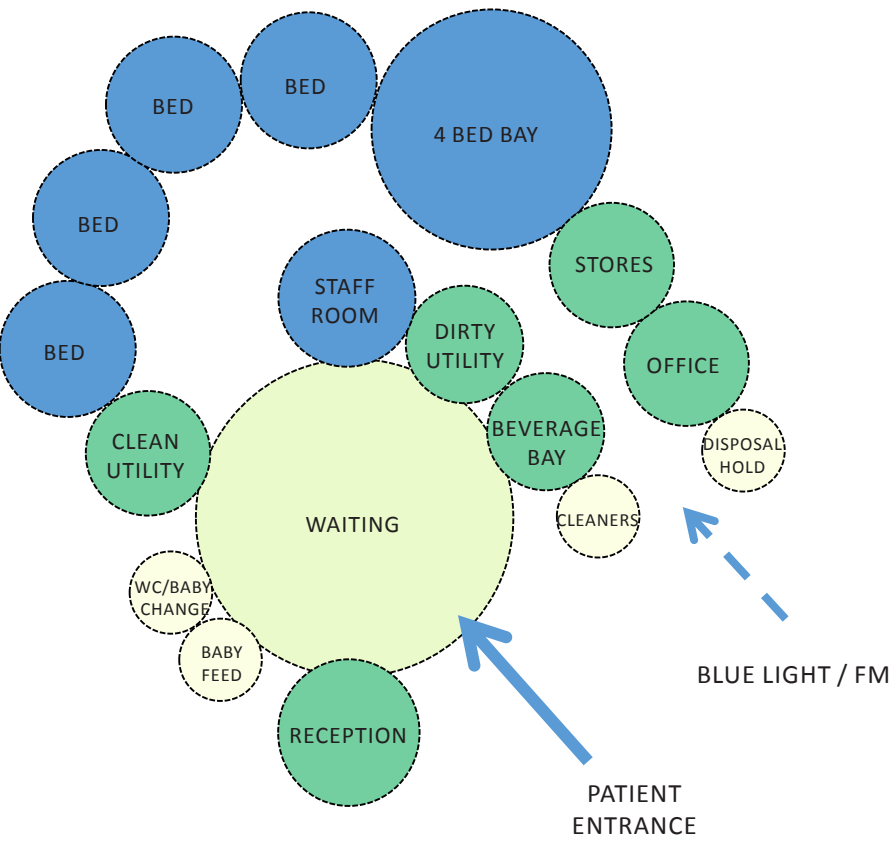 BED
BED
4 BED BAY
BED
STORES
STAFF
ROOM
DIRTY
UTILITY
BED
OFFICE
CLEAN
UTILITY
BEVERAGE
BAY
DISPOSAL
HOLD
WAITING
CLEANERS
WC/BABY
CHANGE
BABY
FEED
BLUE LIGHT / FM
RECEPTION
PATIENT
ENTRANCE